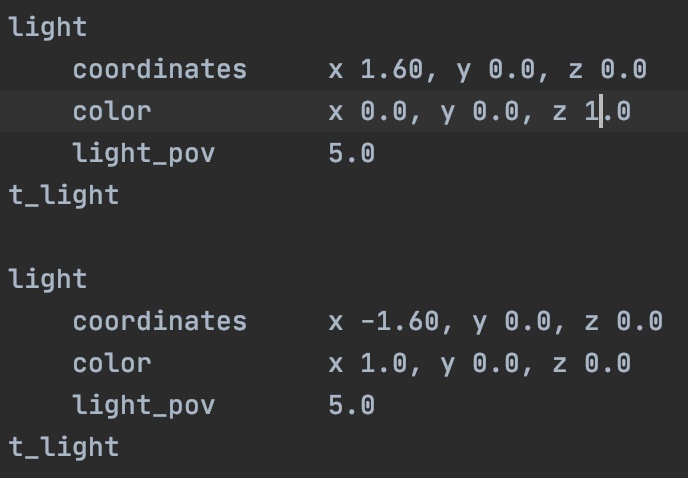 light
    coordinates     x 1.60, y 0.0, z 0.0
    color           x 0.0, y 0.0, z 1.0
    light_pov       5.0
t_light

light
    coordinates     x -1.60, y 0.0, z 0.0
    color           x 1.0, y 0.0, z 0.0
    light_pov       5.0
t_light